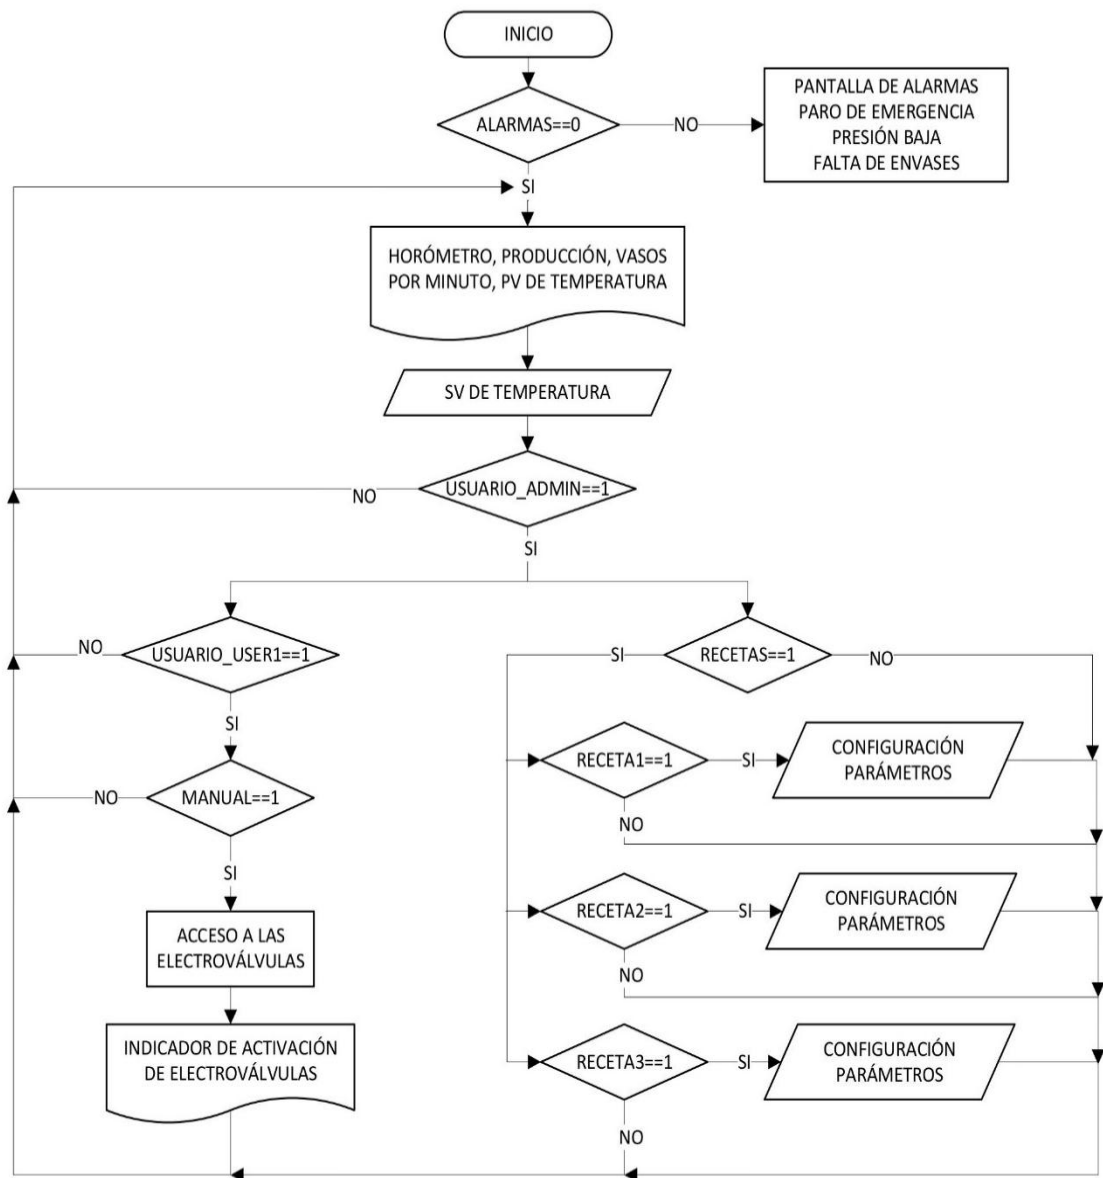 INICIO
ALARMAS==0
NO
PANTALLA DE ALARMAS
PARO DE EMERGENCIA
PRESIÓN BAJA
FALTA DE ENVASES
SI
HORÓMETRO, PRODUCCIÓN, VASOS
POR MINUTO, PV DE TEMPERATURA
SV DE TEMPERATURA
USUARIO_ADMIN==1
NO
SI
USUARIO_USER1==1
NO
SI
MANUAL==1
NO
SI
ACCESO A LAS
ELECTROVÁLVULAS
INDICADOR DE ACTIVACIÓN
DE ELECTROVÁLVULAS
RECETAS==1
SI
NO
RECETA1==1
SI
CONFIGURACIÓN
PARÁMETROS
NO
RECETA2==1
SI
CONFIGURACIÓN
PARÁMETROS
NO
RECETA3==1
SI
CONFIGURACIÓN
PARÁMETROS
NO